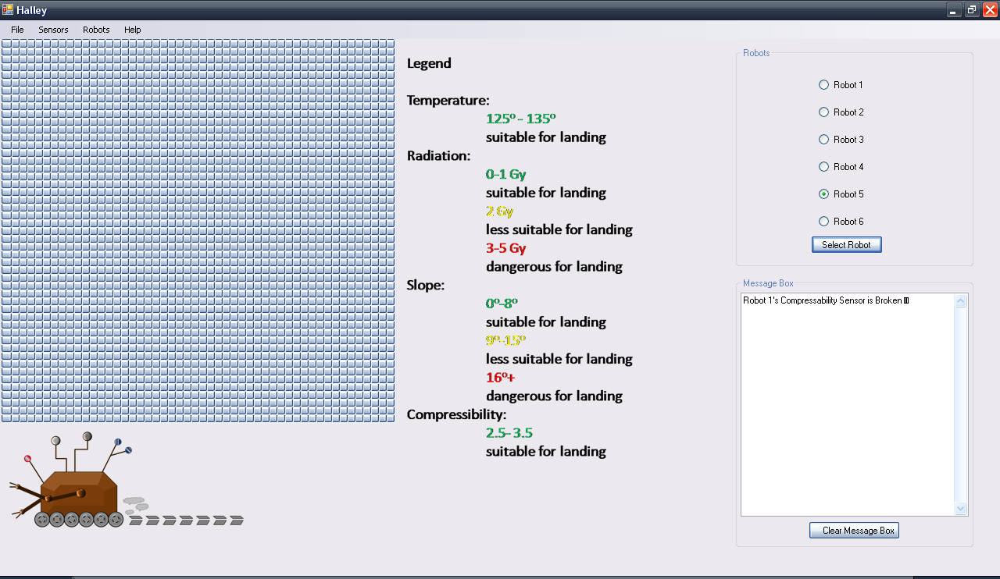 Halley
File Sensors Robots Help
Legend
Temperature:
125º - 135º
suitable for landing
Radiation:
0-1 Gy
suitable for landing
2 Gy
less suitable for landing
3-5 Gy
dangerous for landing
Slope:
0º-8º
suitable for landing
9º-15º
less suitable for landing
16º+
dangerous for landing
Compressibility:
2.5- 3.5
suitable for landing
Robots
Robot 1
Robot 2
Robot 3
Robot 4
Robot 5
Robot 6
Select Robot
Message Box
Robot 1's Compressability Sensor is Broken
Clear Message Box